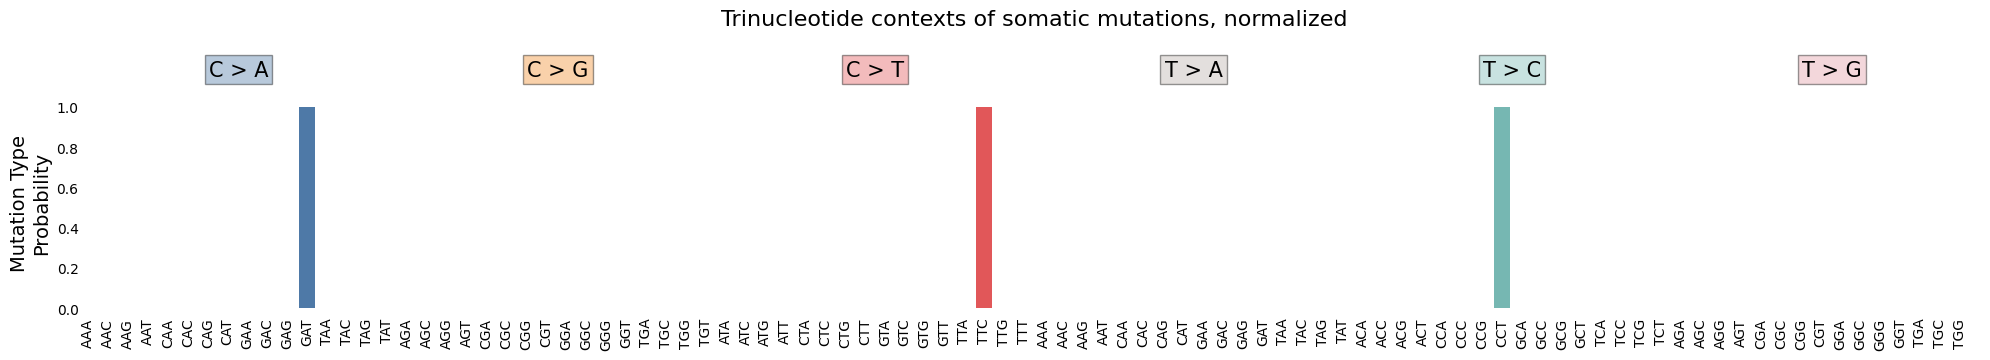 Trinucleotide contexts of somatic mutations, normalized
C > A
C > G
C > T
T > A
T > C
T > G
Mutation Type
Probability
1.0
0.8
0.6
0.4
0.2
0.0
AAA AAC AAG AAT CAA CAC CAG CAT GAA GAC GAG GAT TAA TAC TAG TAT AGA AGC AGG AGT CGA CGC CGG CGT GGA GGC GGG GGT TGA TGC TGG TGT ATA ATC ATG ATT CTA CTC CTG CTT GTA GTC GTG GTT TTA TTC TTG TTT AAA AAC AAG AAT CAA CAC CAG CAT GAA GAC GAG GAT TAA TAC TAG TAT ACA ACC ACG ACT CCA CCC CCG CCT GCA GCC GCG GCT TCA TCC TCG TCT AGA AGC AGG AGT CGA CGC CGG CGT GGA GGC GGG GGT TGA TGC TGG